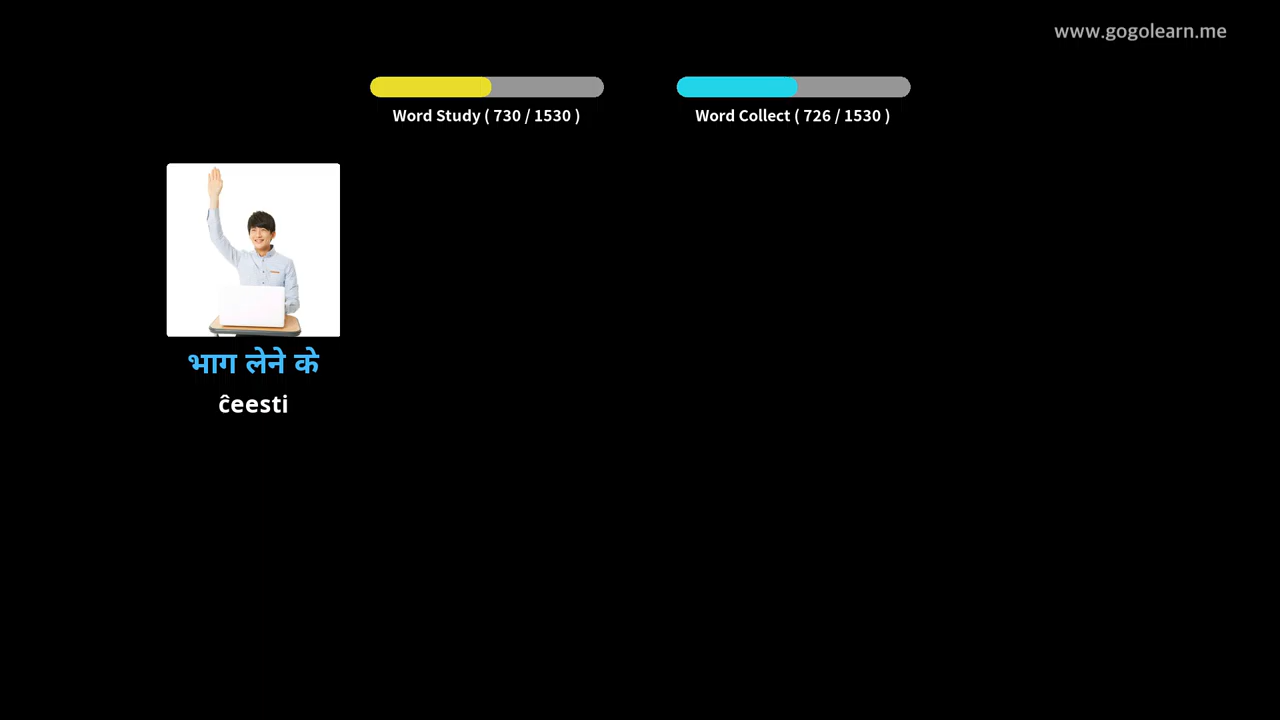 www.gogolearn.me
Word Study ( 730 / 1530 )
Word Collect ( 726 / 1530 )
भाग लेने के
ĉeesti